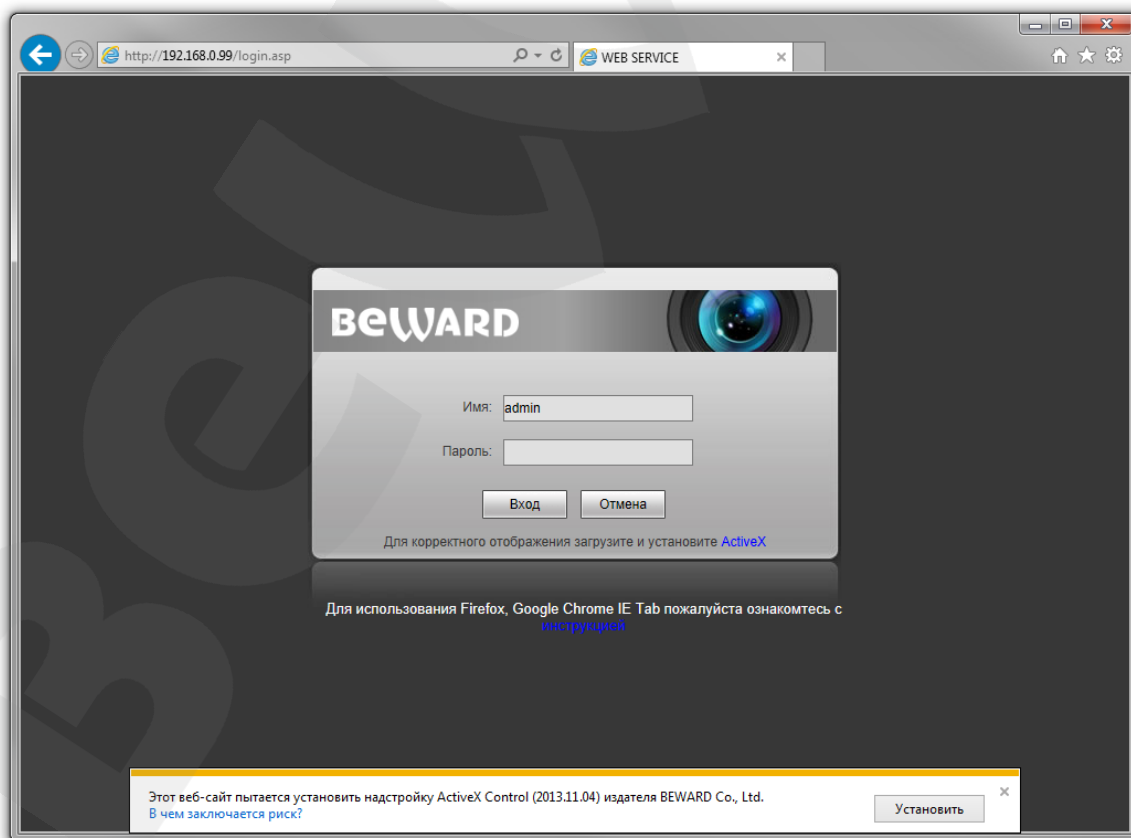 http://192.168.0.99/login.asp
WEB SERVICE
BEWARD
Имя: admin
Пароль:
Вход Отмена
Для корректного отображения загрузите и установите ActiveX
Для использования Firefox, Google Chrome IE Tab пожалуйста ознакомтесь с
инструкцией
Этот веб-сайт пытается установить надстройку ActiveX Control (2013.11.04) издателя BEWARD Co., Ltd.
В чем заключается риск?
Установить